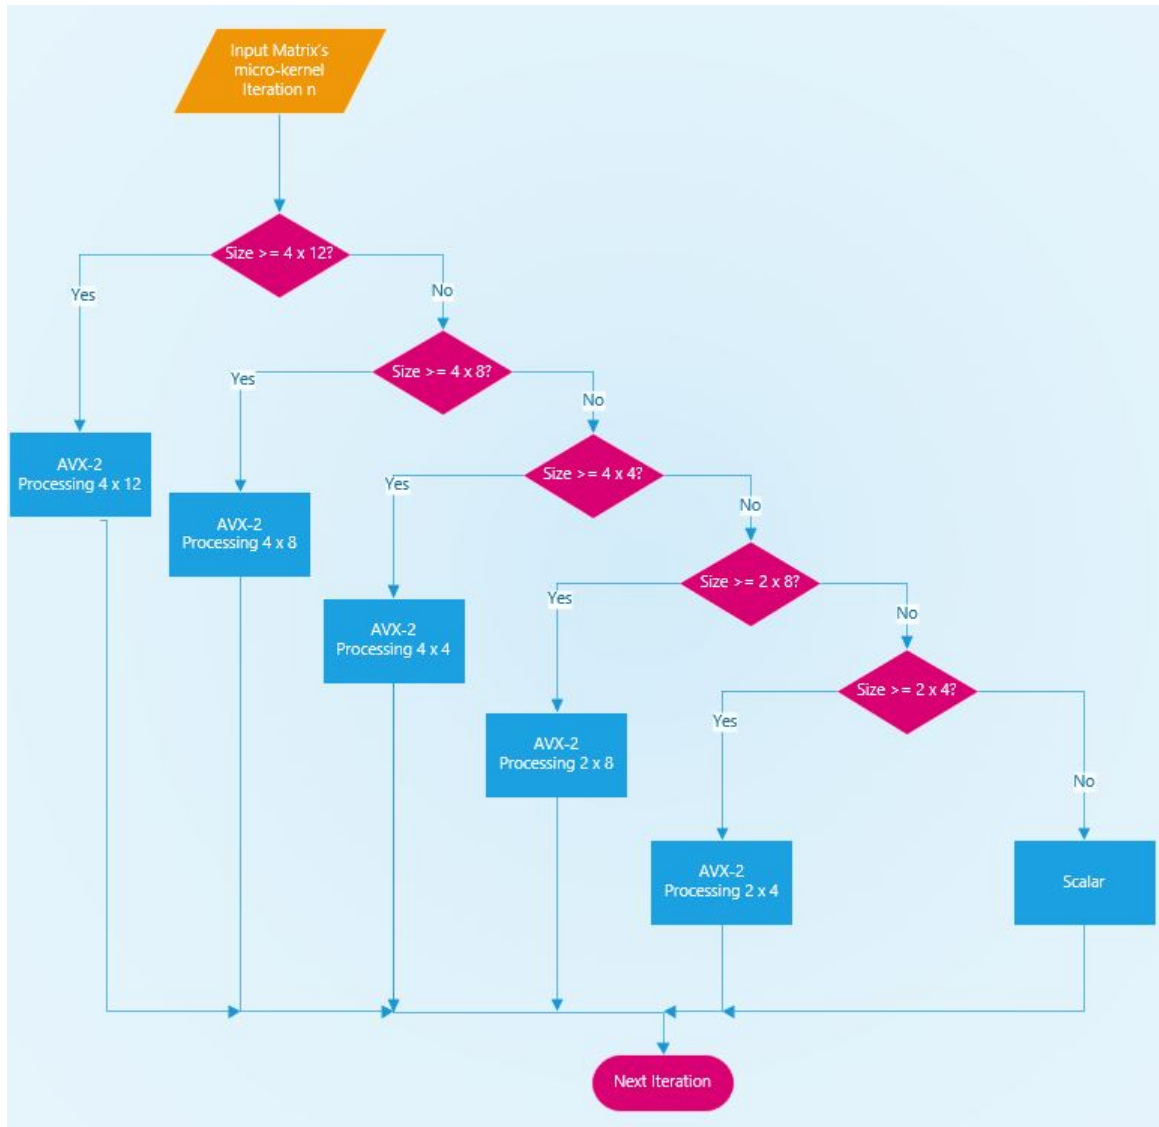 Input Matrix's
micro-kernel
Iteration n
Size >= 4 x 12?
Yes
No
Size >= 4 x 8?
Yes
No
AVX-2
Processing 4 x 12
Size >= 4 x 4?
Yes
No
AVX-2
Processing 4 x 8
Size >= 2 x 8?
Yes
No
AVX-2
Processing 4 x 4
Size >= 2 x 4?
Yes
No
AVX-2
Processing 2 x 8
AVX-2
Processing 2 x 4
Scalar
Next Iteration